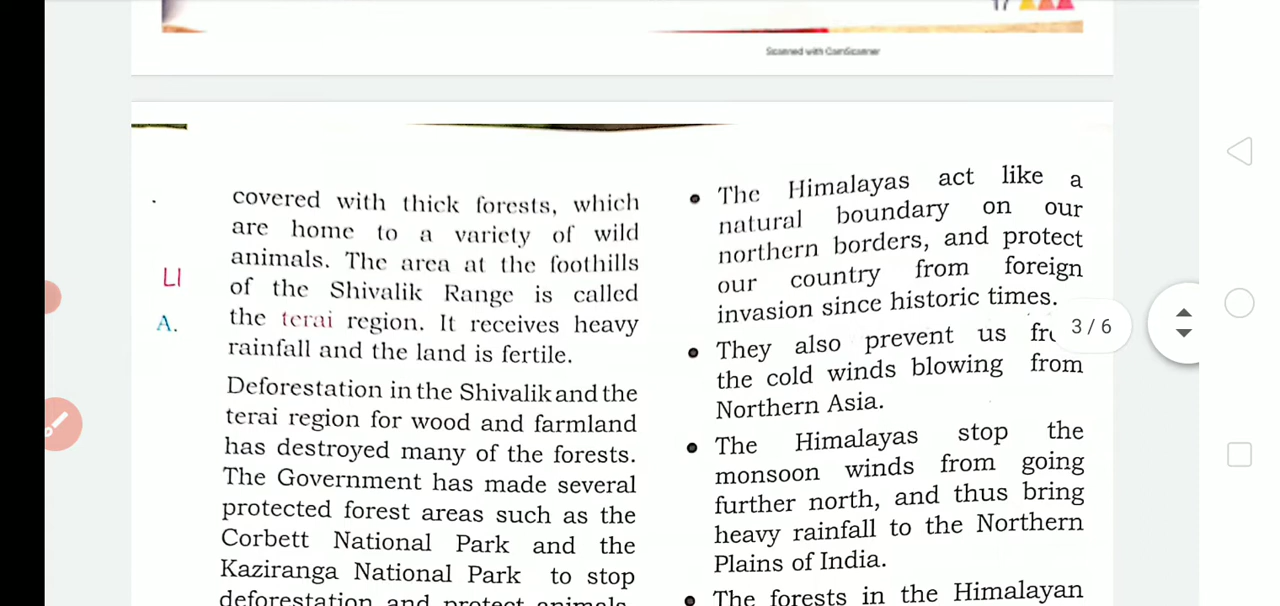 17
Scanned with CamScanner
covered with thick forests, which
are home to a variety of wild
animals. The area at the foothills
of the Shivalik Range is called
the terai region. It receives heavy
rainfall and the land is fertile.
Deforestation in the Shivalik and the
terai region for wood and farmland
has destroyed many of the forests.
The Government has made several
protected forest areas such as the
Corbett National Park and the
Kaziranga National Park to stop
deforestation and protect animals.
LI
A.
• The Himalayas act like a
natural boundary on our
northern borders, and protect
our country from foreign
invasion since historic times.
• They also prevent us
the cold winds blowing from
Northern Asia.
• The Himalayas stop the
monsoon winds from going
further north, and thus bring
heavy rainfall to the Northern
Plains of India.
• The forests in the Himalayan
3 / 6